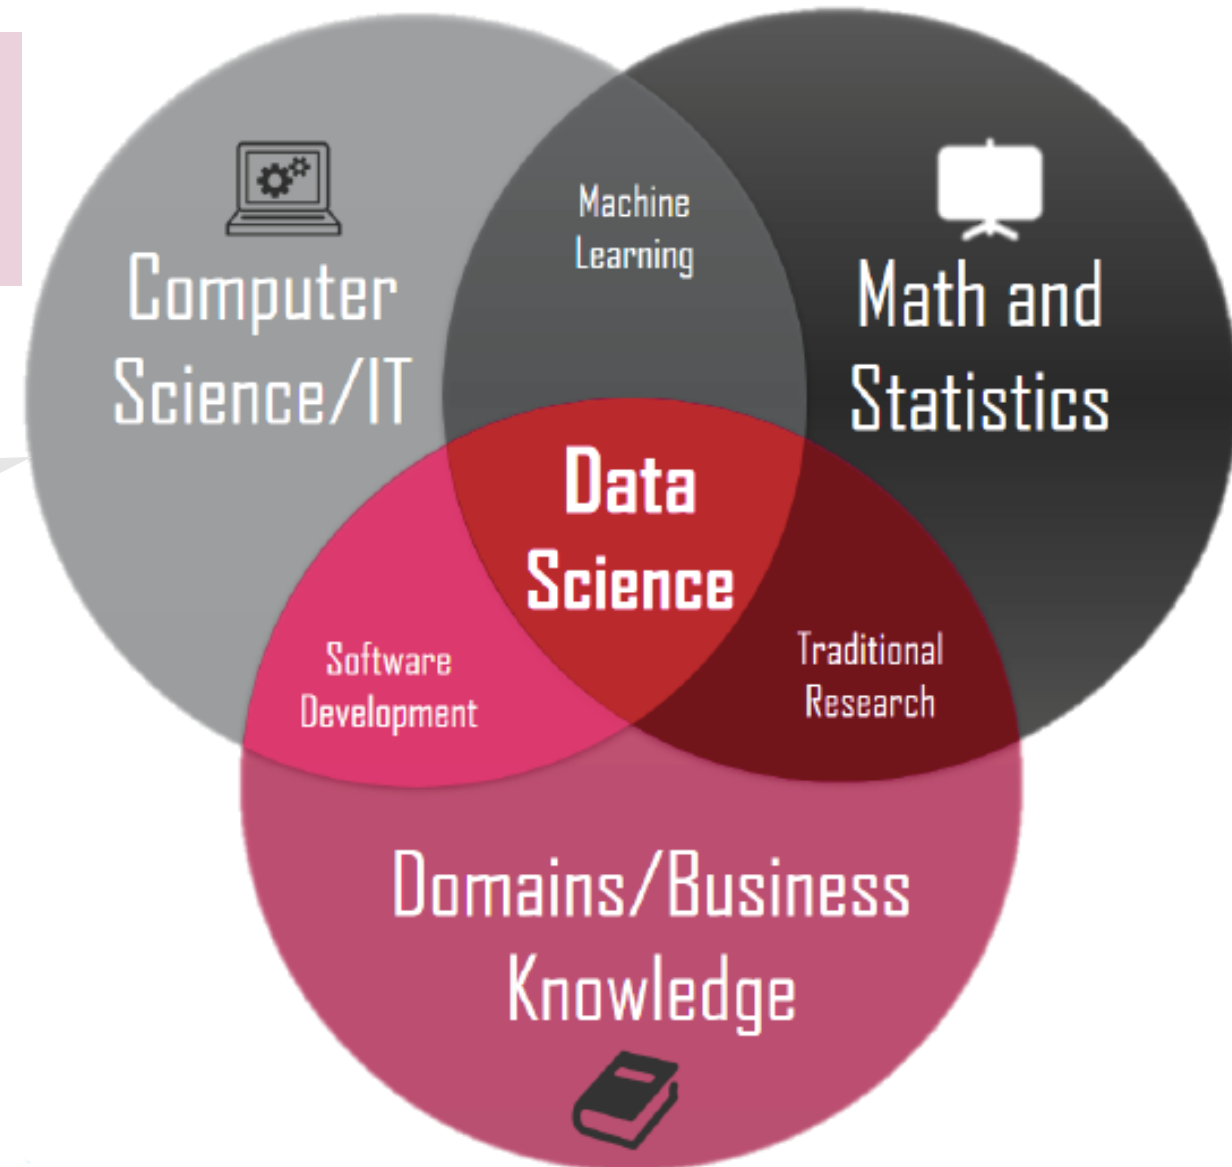 Computer
Science/IT
Machine
Learning
Math and
Statistics
Data
Science
Software
Development
Traditional
Research
Domains/Business
Knowledge